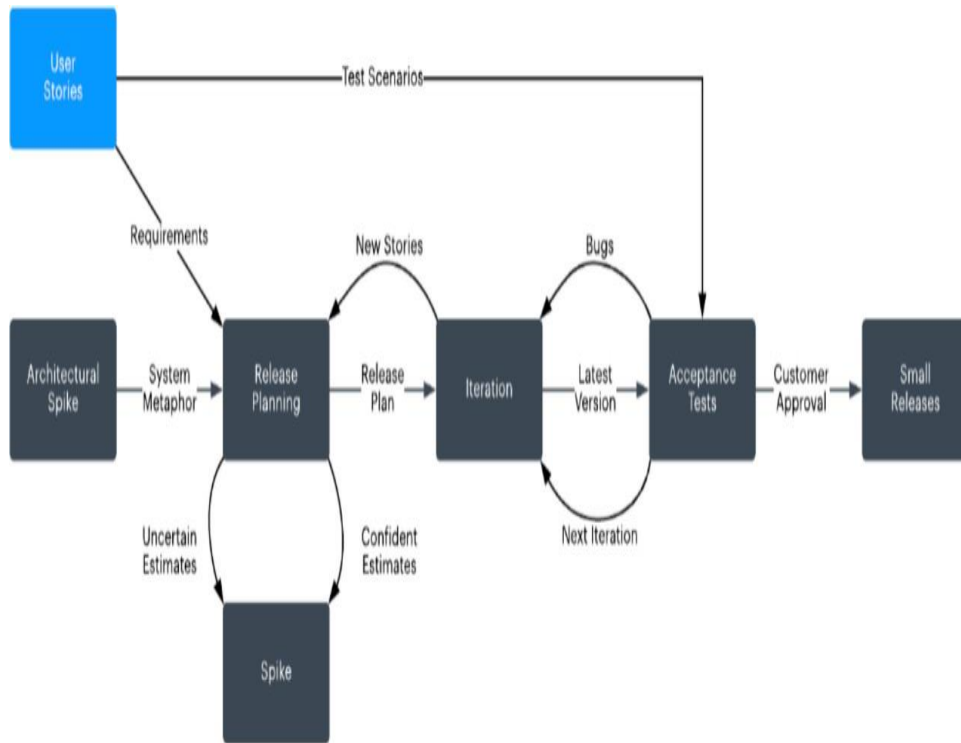 User
Stories
Test Scenarios
Requirements
New Stories
Bugs
Architectural
Spike
System
Metaphor
Release
Planning
Release
Plan
Iteration
Latest
Version
Acceptance
Tests
Customer
Approval
Small
Releases
Uncertain
Estimates
Confident
Estimates
Next Iteration
Spike